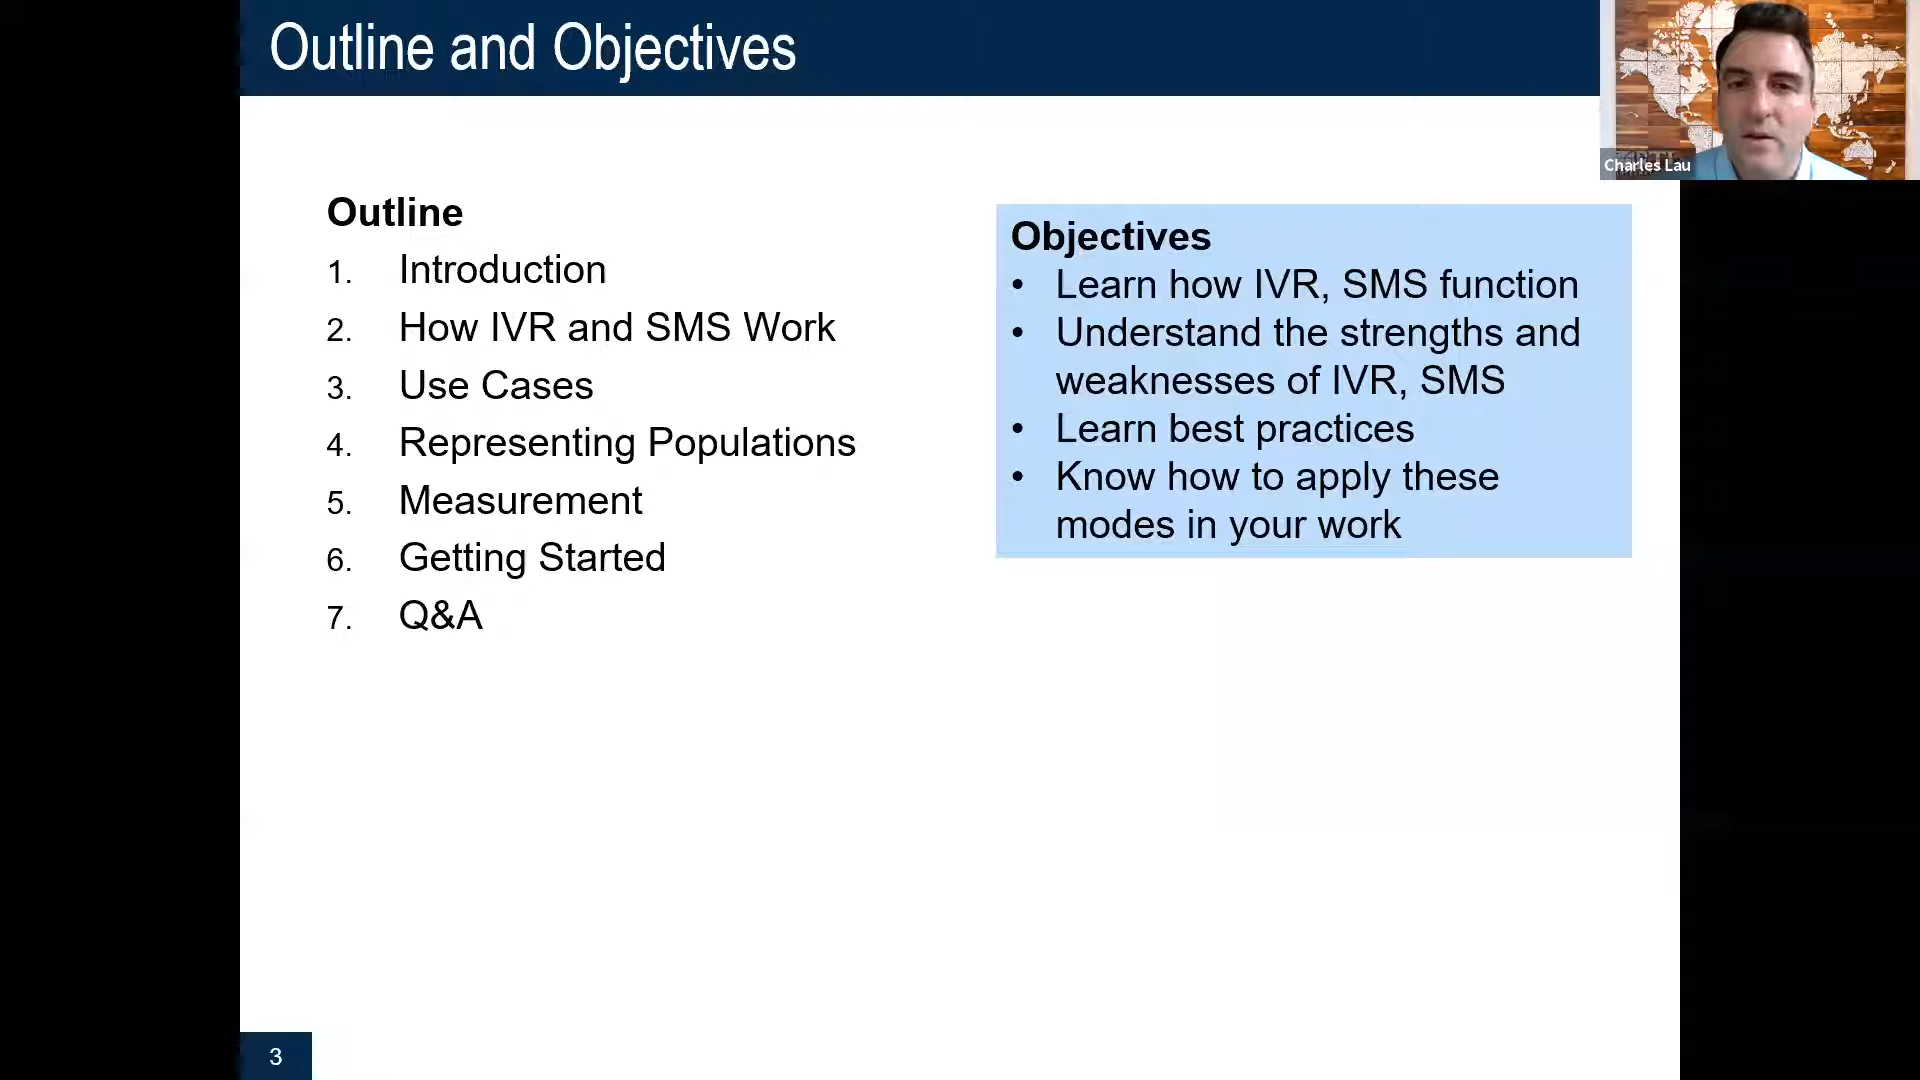 Outline and Objectives
Charles Lau
Outline
1. Introduction
2. How IVR and SMS Work
3. Use Cases
4. Representing Populations
5. Measurement
6. Getting Started
7. Q&A
Objectives
• Learn how IVR, SMS function
• Understand the strengths and
weaknesses of IVR, SMS
• Learn best practices
• Know how to apply these
modes in your work
3